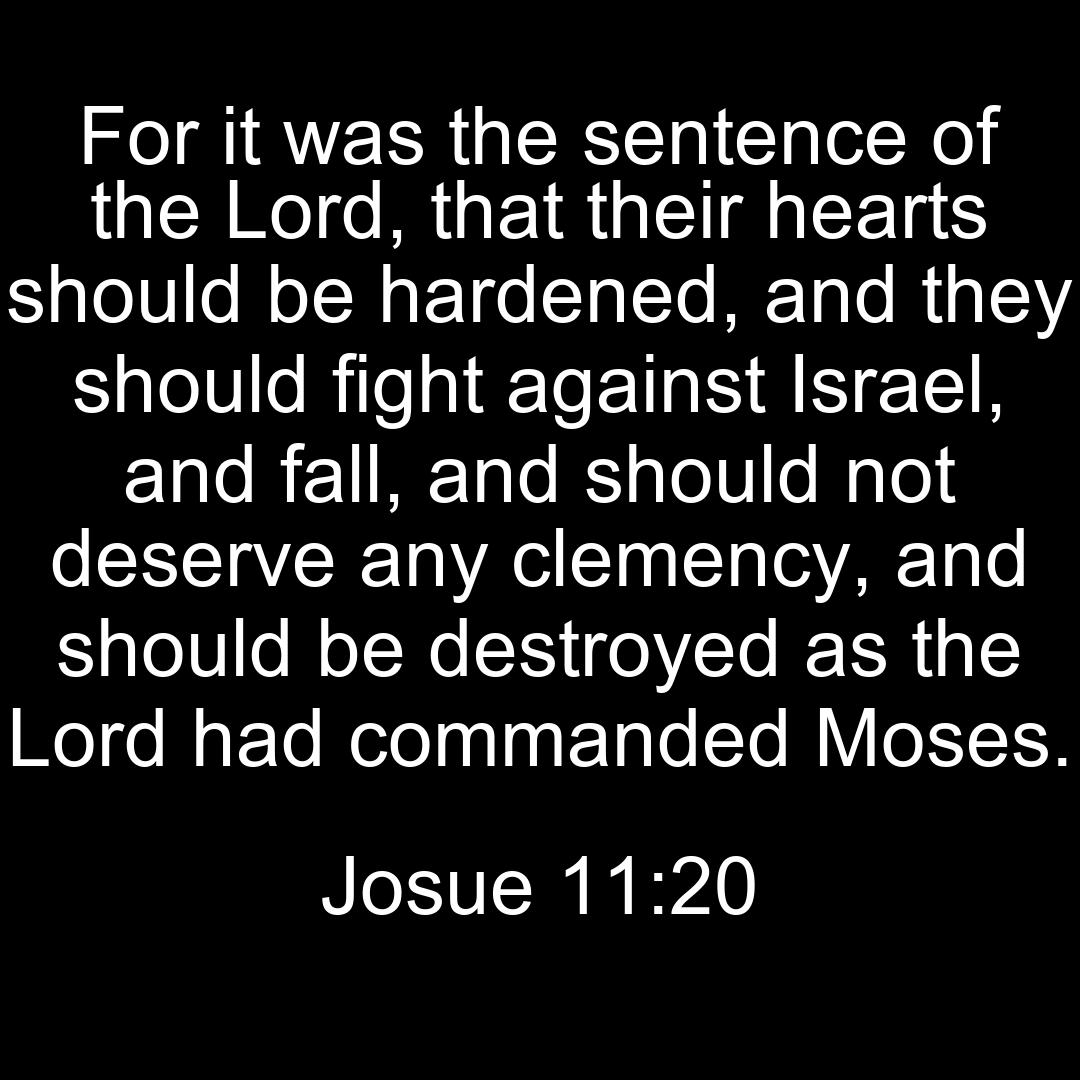 For it was the sentence of
the Lord, that their hearts
should be hardened, and they
should fight against Israel,
and fall, and should not
deserve any clemency, and
should be destroyed as the
Lord had commanded Moses.
Josue 11:20